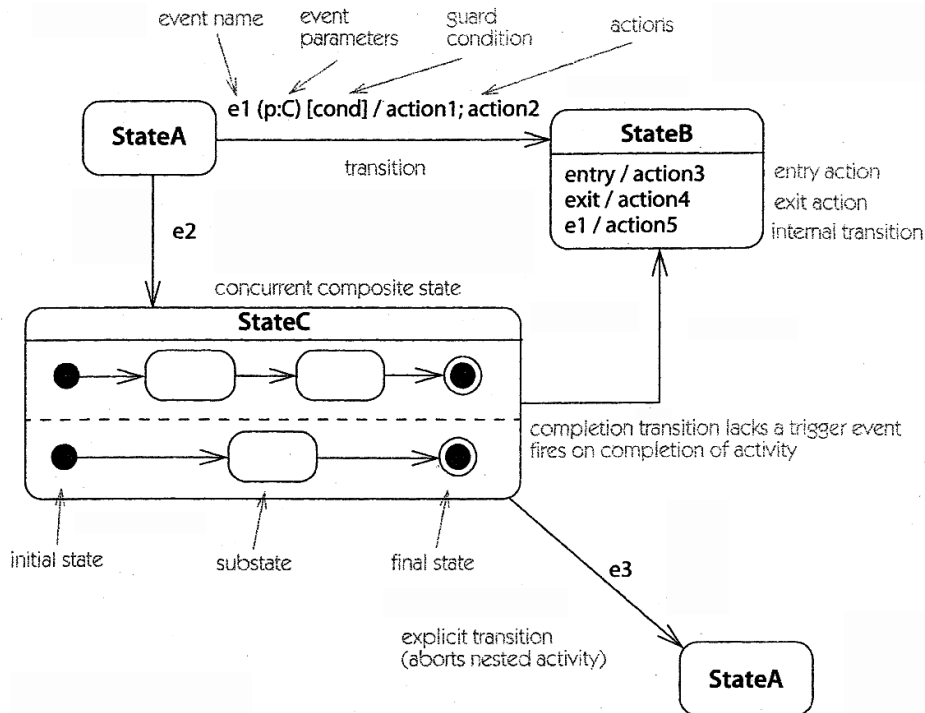 event name
event
parameters
guard
condition
actions
e1 (p:C) [cond] / action1; action2
StateA
transition
StateB
entry / action3
exit / action4
e1 / action5
entry action
exit action
internal transition
e2
concurrent composite state
StateC
completion transition lacks a trigger event
fires on completion of activity
initial state
substate
final state
e3
explicit transition
(aborts nested activity)
StateA